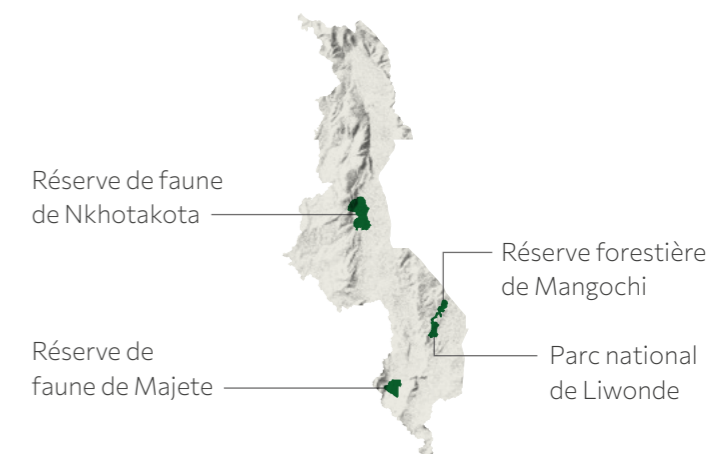 Réserve de faune
de Nkhotakota
Réserve forestière
de Mangochi
Réserve de
faune de Majete
Parc national
de Liwonde